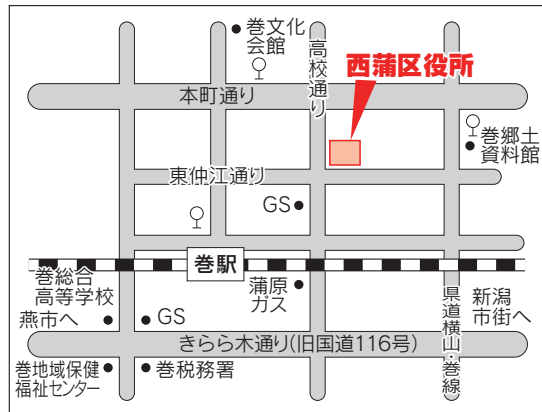 巻文化
会館
高校通り
西蒲区役所
本町通り
巻郷土
資料館
東仲江通り
GS
巻駅
巻総合
高等学校
蒲原
ガス
県道横山・巻線
新潟
市街へ
燕市へ
GS
きらら木通り(旧国道116号)
巻地域保健
福祉センター
巻税務署